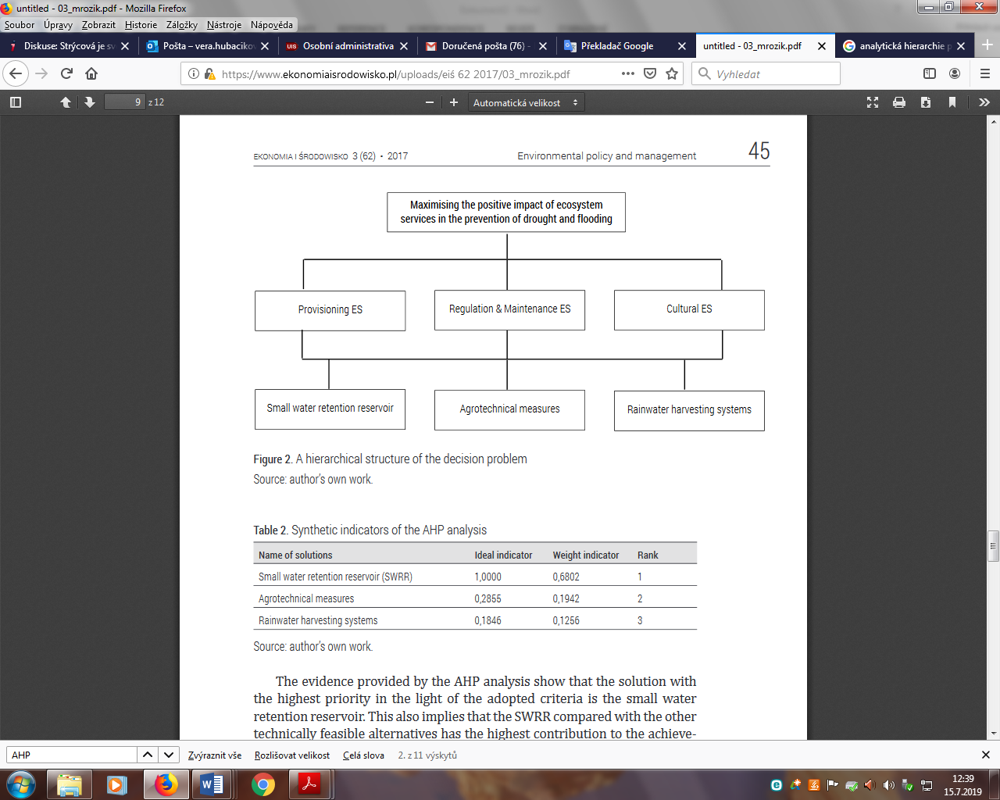 untitled - 03_mrozik.pdf - Mozilla Firefox
Soubor Úpravy Zobrazit Historie Záložky Nástroje Nápověda
Diskuse: Strýcová je sv
Pošta – vera.hubacikov
UIS Osobní administrativa
Doručená pošta (76) -
Překladač Google
untitled - 03_mrozik.pdf
analytická hierarchie p
https://www.ekonomiaisrodowisko.pl/uploads/eiś 62 2017/03_mrozik.pdf
Vyhledat
9 z 12
Automatická velikost
EKONOMIA I ŚRODOWISKO 3 (62) • 2017 Environmental policy and management 45
Maximising the positive impact of ecosystem
services in the prevention of drought and flooding
Provisioning ES
Regulation & Maintenance ES
Cultural ES
Small water retention reservoir
Agrotechnical measures
Rainwater harvesting systems
Figure 2. A hierarchical structure of the decision problem
Source: author's own work.
Table 2. Synthetic indicators of the AHP analysis
Name of solutions Ideal indicator Weight indicator Rank
Small water retention reservoir (SWRR) 1,0000 0,6802 1
Agrotechnical measures 0,2855 0,1942 2
Rainwater harvesting systems 0,1846 0,1256 3
Source: author's own work.
The evidence provided by the AHP analysis show that the solution with
the highest priority in the light of the adopted criteria is the small water
retention reservoir. This also implies that the SWRR compared with the other
technically feasible alternatives has the highest contribution to the achieve-
AHP
Zvýraznit vše Rozlišovat velikost Celá slova 2. z 11 výskytů
12:39
15.7.2019